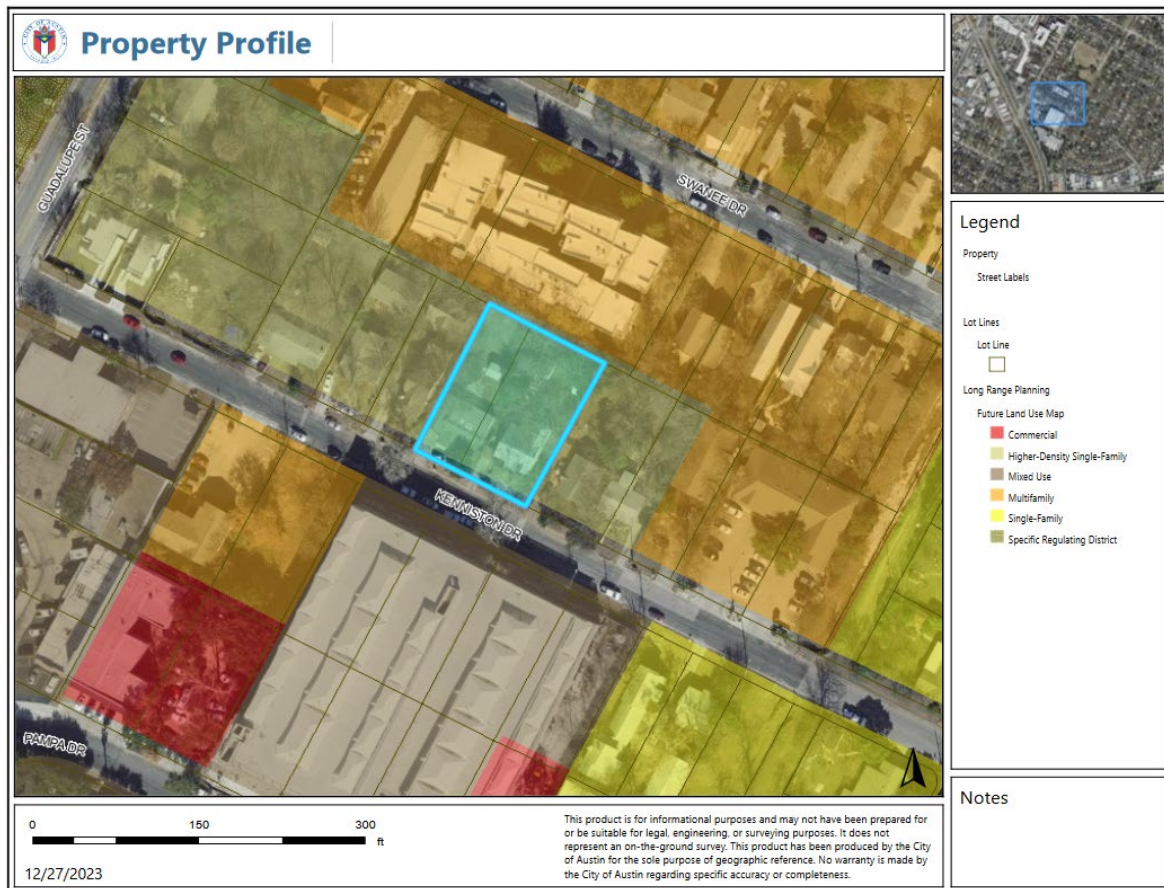 Property Profile
GUADALUPE ST
SWANEE DR
KENNISTON DR
PAMPA DR
Legend
Property
Street Labels
Lot Lines
Lot Line
Long Range Planning
Future Land Use Map
Commercial
Higher-Density Single-Family
Mixed Use
Multifamily
Single-Family
Specific Regulating District
Notes
0 150 300
ft
12/27/2023
This product is for informational purposes and may not have been prepared for
or be suitable for legal, engineering, or surveying purposes. It does not
represent an on-the-ground survey. This product has been produced by the City
of Austin for the sole purpose of geographic reference. No warranty is made by
the City of Austin regarding specific accuracy or completeness.